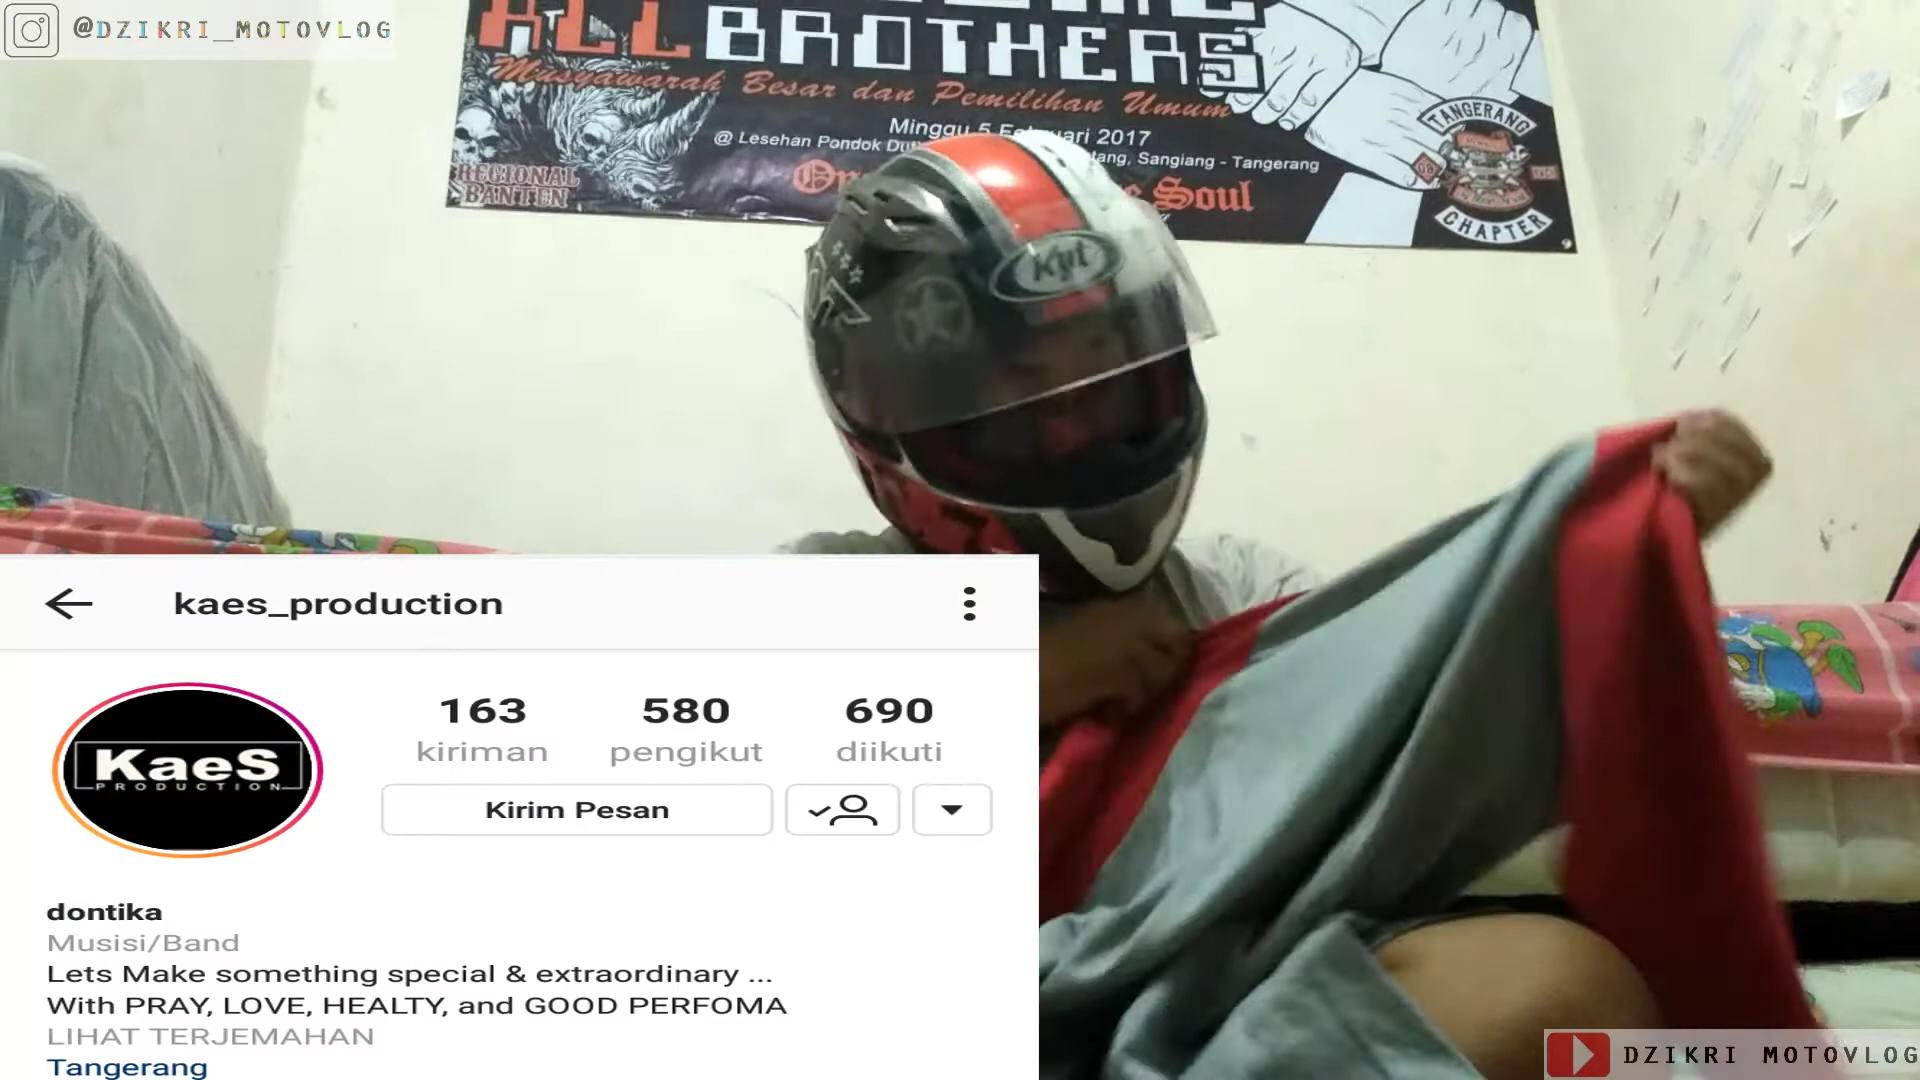 @DZIKRI_MOTOVLOG
ALL BROTHERS
Musyawarah Besar dan Pemilihan Umum
Minggu 5 Februari 2017
@ Lesehan Pondok
Sangiang - Tangerang
Soul
REGIONAL
BANTEN
TANGERANG
CHAPTER
kyt
kaes_production
163 580 690
kiriman pengikut diikuti
KaeS
PRODUCTION
Kirim Pesan
dontika
Musisi/Band
Lets Make something special & extraordinary ...
With PRAY, LOVE, HEALTY, and GOOD PERFOMA
LIHAT TERJEMAHAN
Tangerang
DZIKRI MOTOVLOG